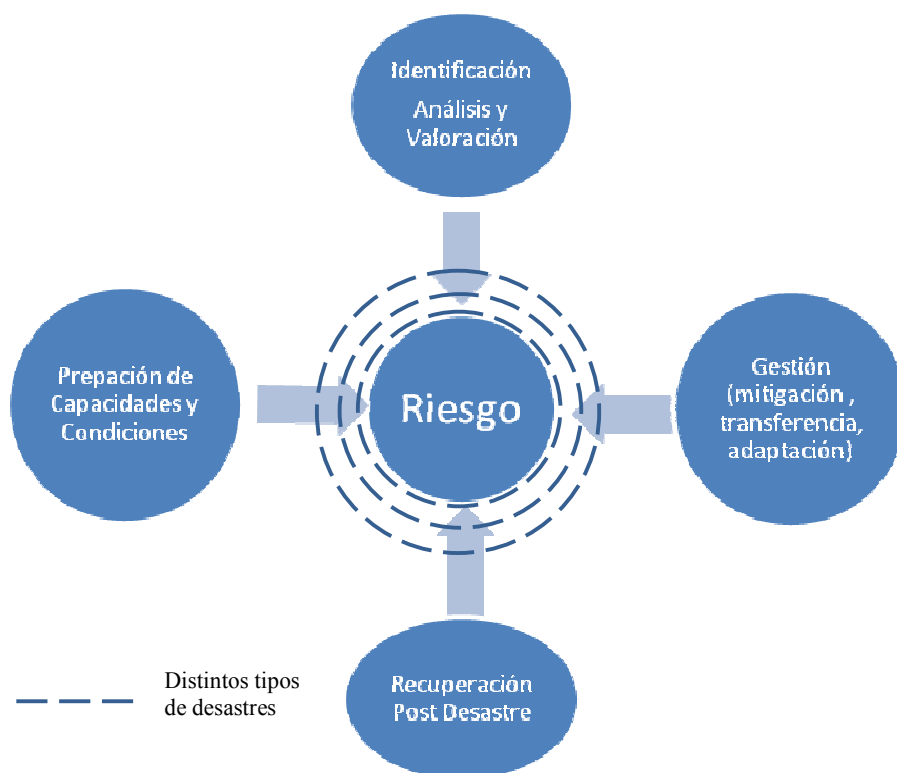 Identificación
Análisis y
Valoración
Prepación de
Capacidades y
Condiciones
Riesgo
Gestión
(mitigación ,
transferencia,
adaptación)
Recuperación
Post Desastre
Distintos tipos
de desastres